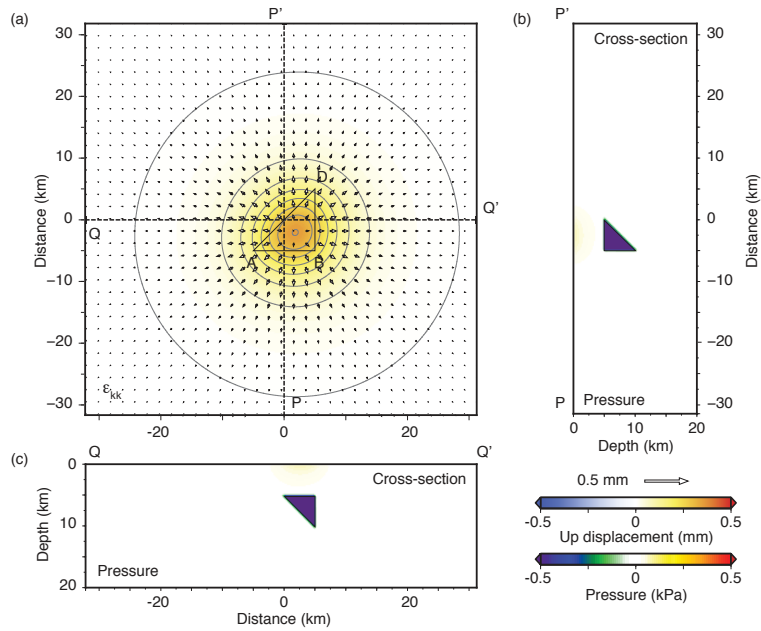 (a)
P'
30
20
10
0
−10
−20
−30
Distance (km)
Q
Q'
D
A
B
P
εkk
-20
0
20
(b)
P'
Cross-section
30
20
10
0
−10
−20
−30
Distance (km)
P
Pressure
0
10
20
Depth (km)
(c)
Q
Q'
0
10
20
Depth (km)
Cross-section
Pressure
-20
0
20
Distance (km)
0.5 mm
-0.5
0
0.5
Up displacement (mm)
-0.5
0
0.5
Pressure (kPa)